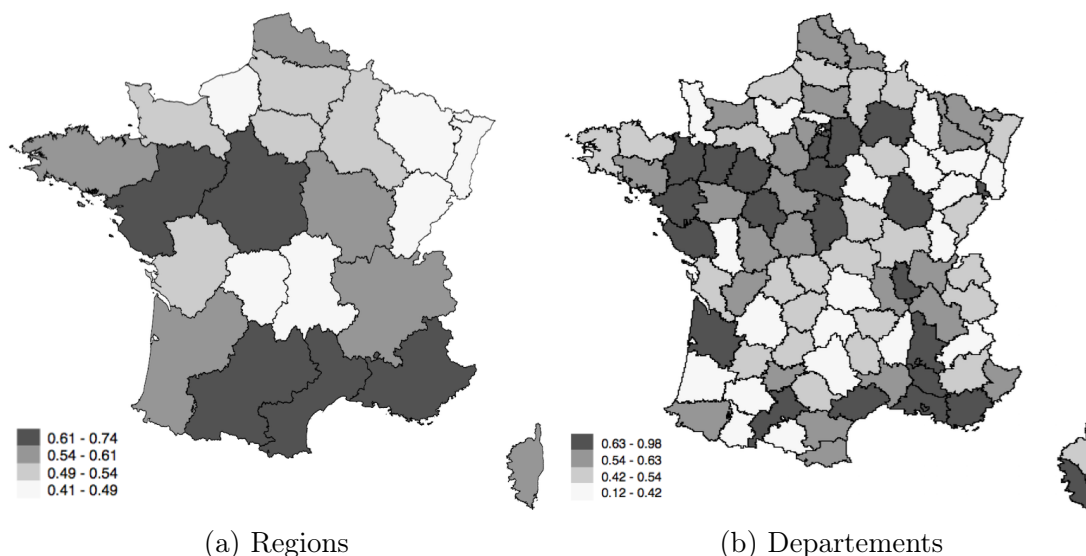 0.61 - 0.74
0.54 - 0.61
0.49 - 0.54
0.41 - 0.49
(a) Regions
0.63 - 0.98
0.54 - 0.63
0.42 - 0.54
0.12 - 0.42
(b) Departements